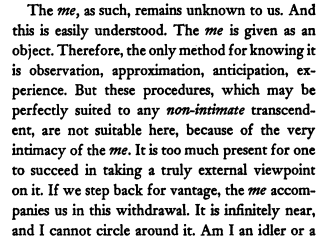 The me, as such, remains unknown to us. And
this is easily understood. The me is given as an
object. Therefore, the only method for knowing it
is observation, approximation, anticipation, ex-
perience. But these procedures, which may be
perfectly suited to any non-intimate transcend-
ent, are not suitable here, because of the very
intimacy of the me. It is too much present for one
to succeed in taking a truly external viewpoint
on it. If we step back for vantage, the me accom-
panies us in this withdrawal. It is infinitely near,
and I cannot circle around it. Am I an idler or a